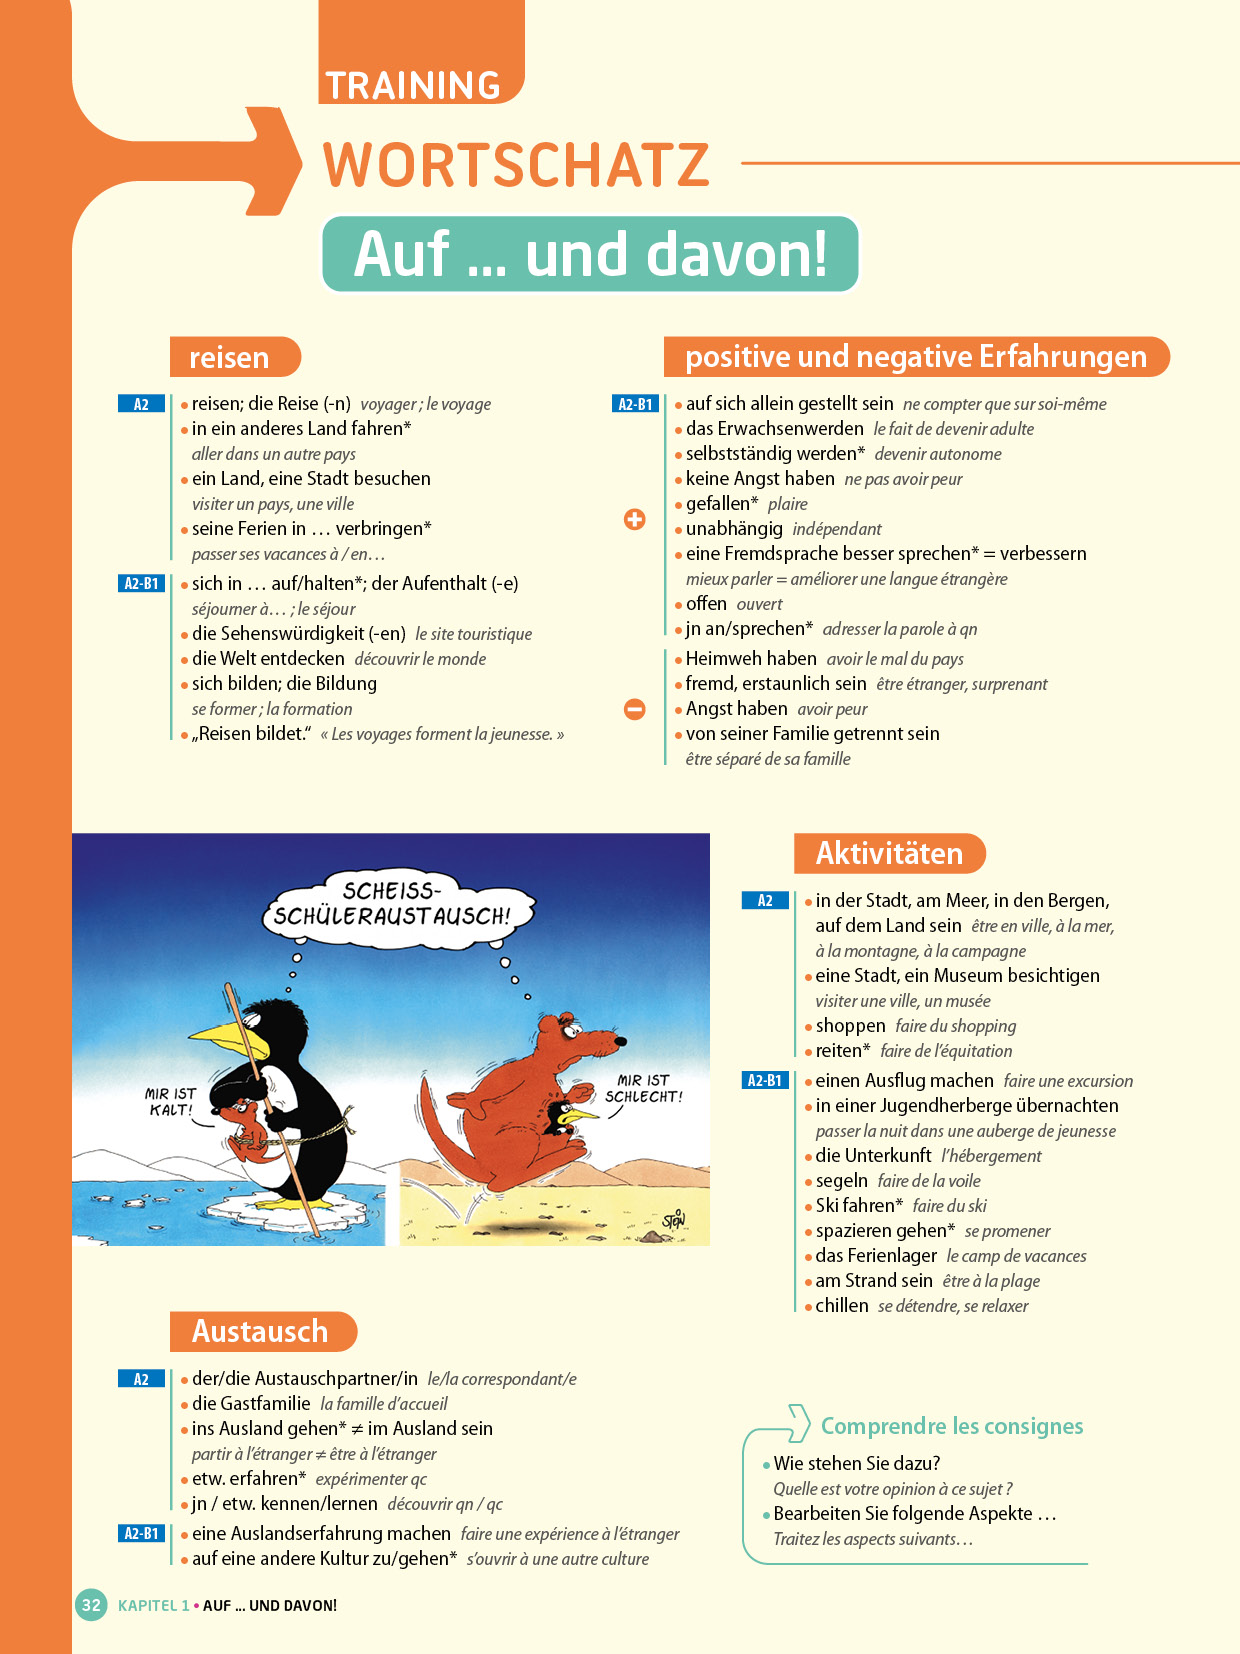 TRAINING
WORTSCHATZ
Auf ... und davon!
reisen
A2
• reisen; die Reise (-n) voyager ; le voyage
• in ein anderes Land fahren*
aller dans un autre pays
• ein Land, eine Stadt besuchen
visiter un pays, une ville
• seine Ferien in … verbringen*
passer ses vacances à / en…
A2-B1
• sich in … auf/halten*; der Aufenthalt (-e)
séjourner à… ; le séjour
• die Sehenswürdigkeit (-en) le site touristique
• die Welt entdecken découvrir le monde
• sich bilden; die Bildung
se former ; la formation
• „Reisen bildet.“ « Les voyages forment la jeunesse. »
positive und negative Erfahrungen
A2-B1
• auf sich allein gestellt sein ne compter que sur soi-même
• das Erwachsenwerden le fait de devenir adulte
• selbstständig werden* devenir autonome
• keine Angst haben ne pas avoir peur
• gefallen* plaire
• unabhängig indépendant
• eine Fremdsprache besser sprechen* = verbessern
mieux parler = améliorer une langue étrangère
• offen ouvert
• jn an/sprechen* adresser la parole à qn
• Heimweh haben avoir le mal du pays
• fremd, erstaunlich sein être étranger, surprenant
• Angst haben avoir peur
• von seiner Familie getrennt sein
être séparé de sa famille
SCHEISS-
SCHÜLERAUSTAUSCH!
MIR IST
KALT!
MIR IST
SCHLECHT!
STEIN
Aktivitäten
A2
• in der Stadt, am Meer, in den Bergen,
auf dem Land sein être en ville, à la mer,
à la montagne, à la campagne
• eine Stadt, ein Museum besichtigen
visiter une ville, un musée
• shoppen faire du shopping
• reiten* faire de l’équitation
A2-B1
• einen Ausflug machen faire une excursion
• in einer Jugendherberge übernachten
passer la nuit dans une auberge de jeunesse
• die Unterkunft l’hébergement
• segeln faire de la voile
• Ski fahren* faire du ski
• spazieren gehen* se promener
• das Ferienlager le camp de vacances
• am Strand sein être à la plage
• chillen se détendre, se relaxer
Austausch
A2
• der/die Austauschpartner/in le/la correspondant/e
• die Gastfamilie la famille d’accueil
• ins Ausland gehen* ≠ im Ausland sein
partir à l’étranger ≠ être à l’étranger
• etw. erfahren* expérimenter qc
• jn / etw. kennen/lernen découvrir qn / qc
A2-B1
• eine Auslandserfahrung machen faire une expérience à l’étranger
• auf eine andere Kultur zu/gehen* s’ouvrir à une autre culture
Comprendre les consignes
• Wie stehen Sie dazu?
Quelle est votre opinion à ce sujet ?
• Bearbeiten Sie folgende Aspekte …
Traitez les aspects suivants…
32 KAPITEL 1 • AUF ... UND DAVON!